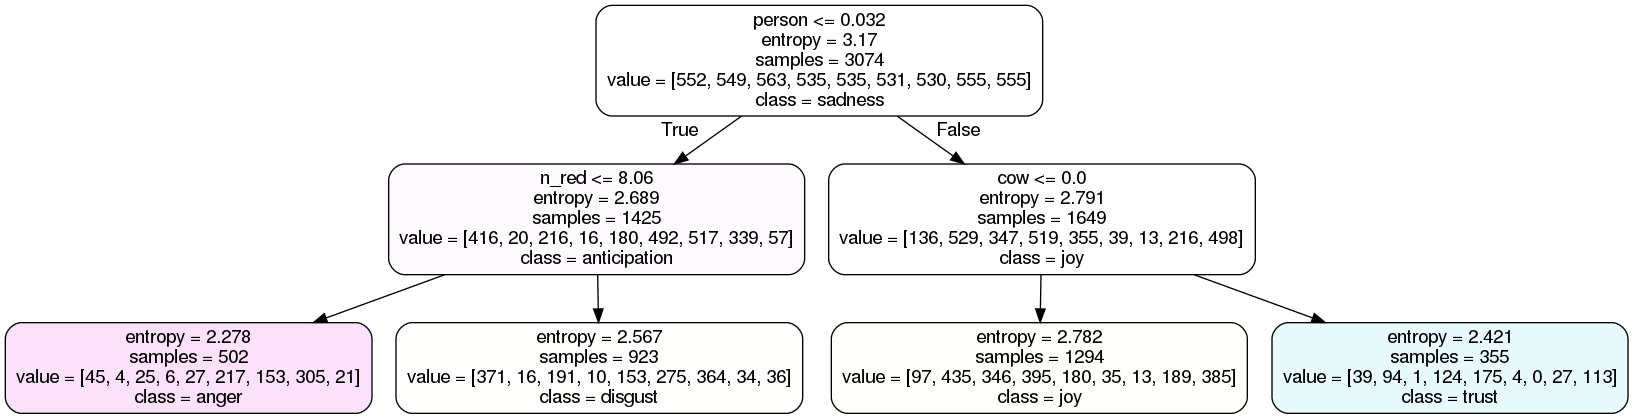 person <= 0.032
entropy = 3.17
samples = 3074
value = [552, 549, 563, 535, 535, 531, 530, 555, 555]
class = sadness
True
False
n_red <= 8.06
entropy = 2.689
samples = 1425
value = [416, 20, 216, 16, 180, 492, 517, 339, 57]
class = anticipation
cow <= 0.0
entropy = 2.791
samples = 1649
value = [136, 529, 347, 519, 355, 39, 13, 216, 498]
class = joy
entropy = 2.278
samples = 502
value = [45, 4, 25, 6, 27, 217, 153, 305, 21]
class = anger
entropy = 2.567
samples = 923
value = [371, 16, 191, 10, 153, 275, 364, 34, 36]
class = disgust
entropy = 2.782
samples = 1294
value = [97, 435, 346, 395, 180, 35, 13, 189, 385]
class = joy
entropy = 2.421
samples = 355
value = [39, 94, 1, 124, 175, 4, 0, 27, 113]
class = trust